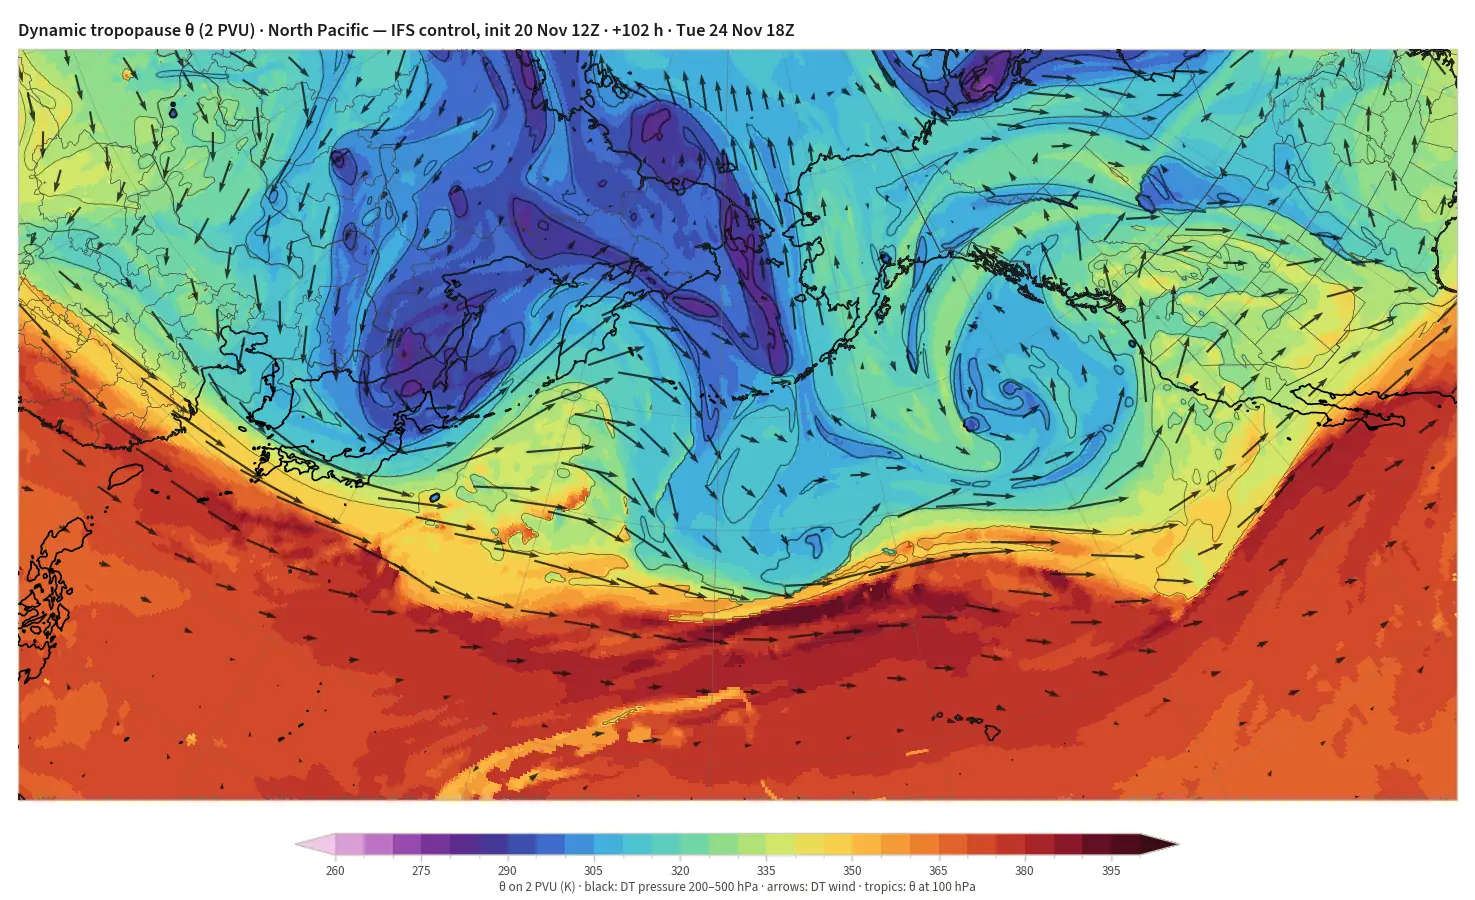 Dynamic tropopause θ (2 PVU) · North Pacific — IFS control, init 20 Nov 12Z · +102 h · Tue 24 Nov 18Z
260 275 290 305 320 335 350 365 380 395
θ on 2 PVU (K) · black: DT pressure 200–500 hPa · arrows: DT wind · tropics: θ at 100 hPa